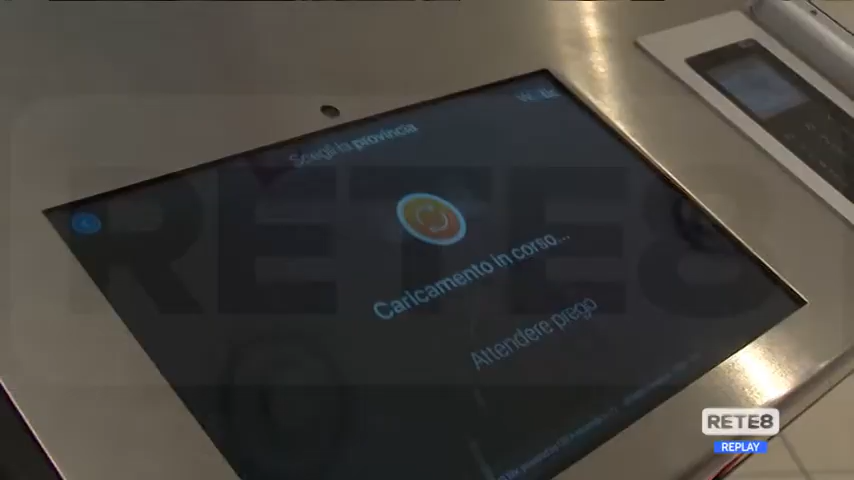 Scegli la provincia
Caricamento in corso...
Attendere prego
RETE8
RETE8
REPLAY